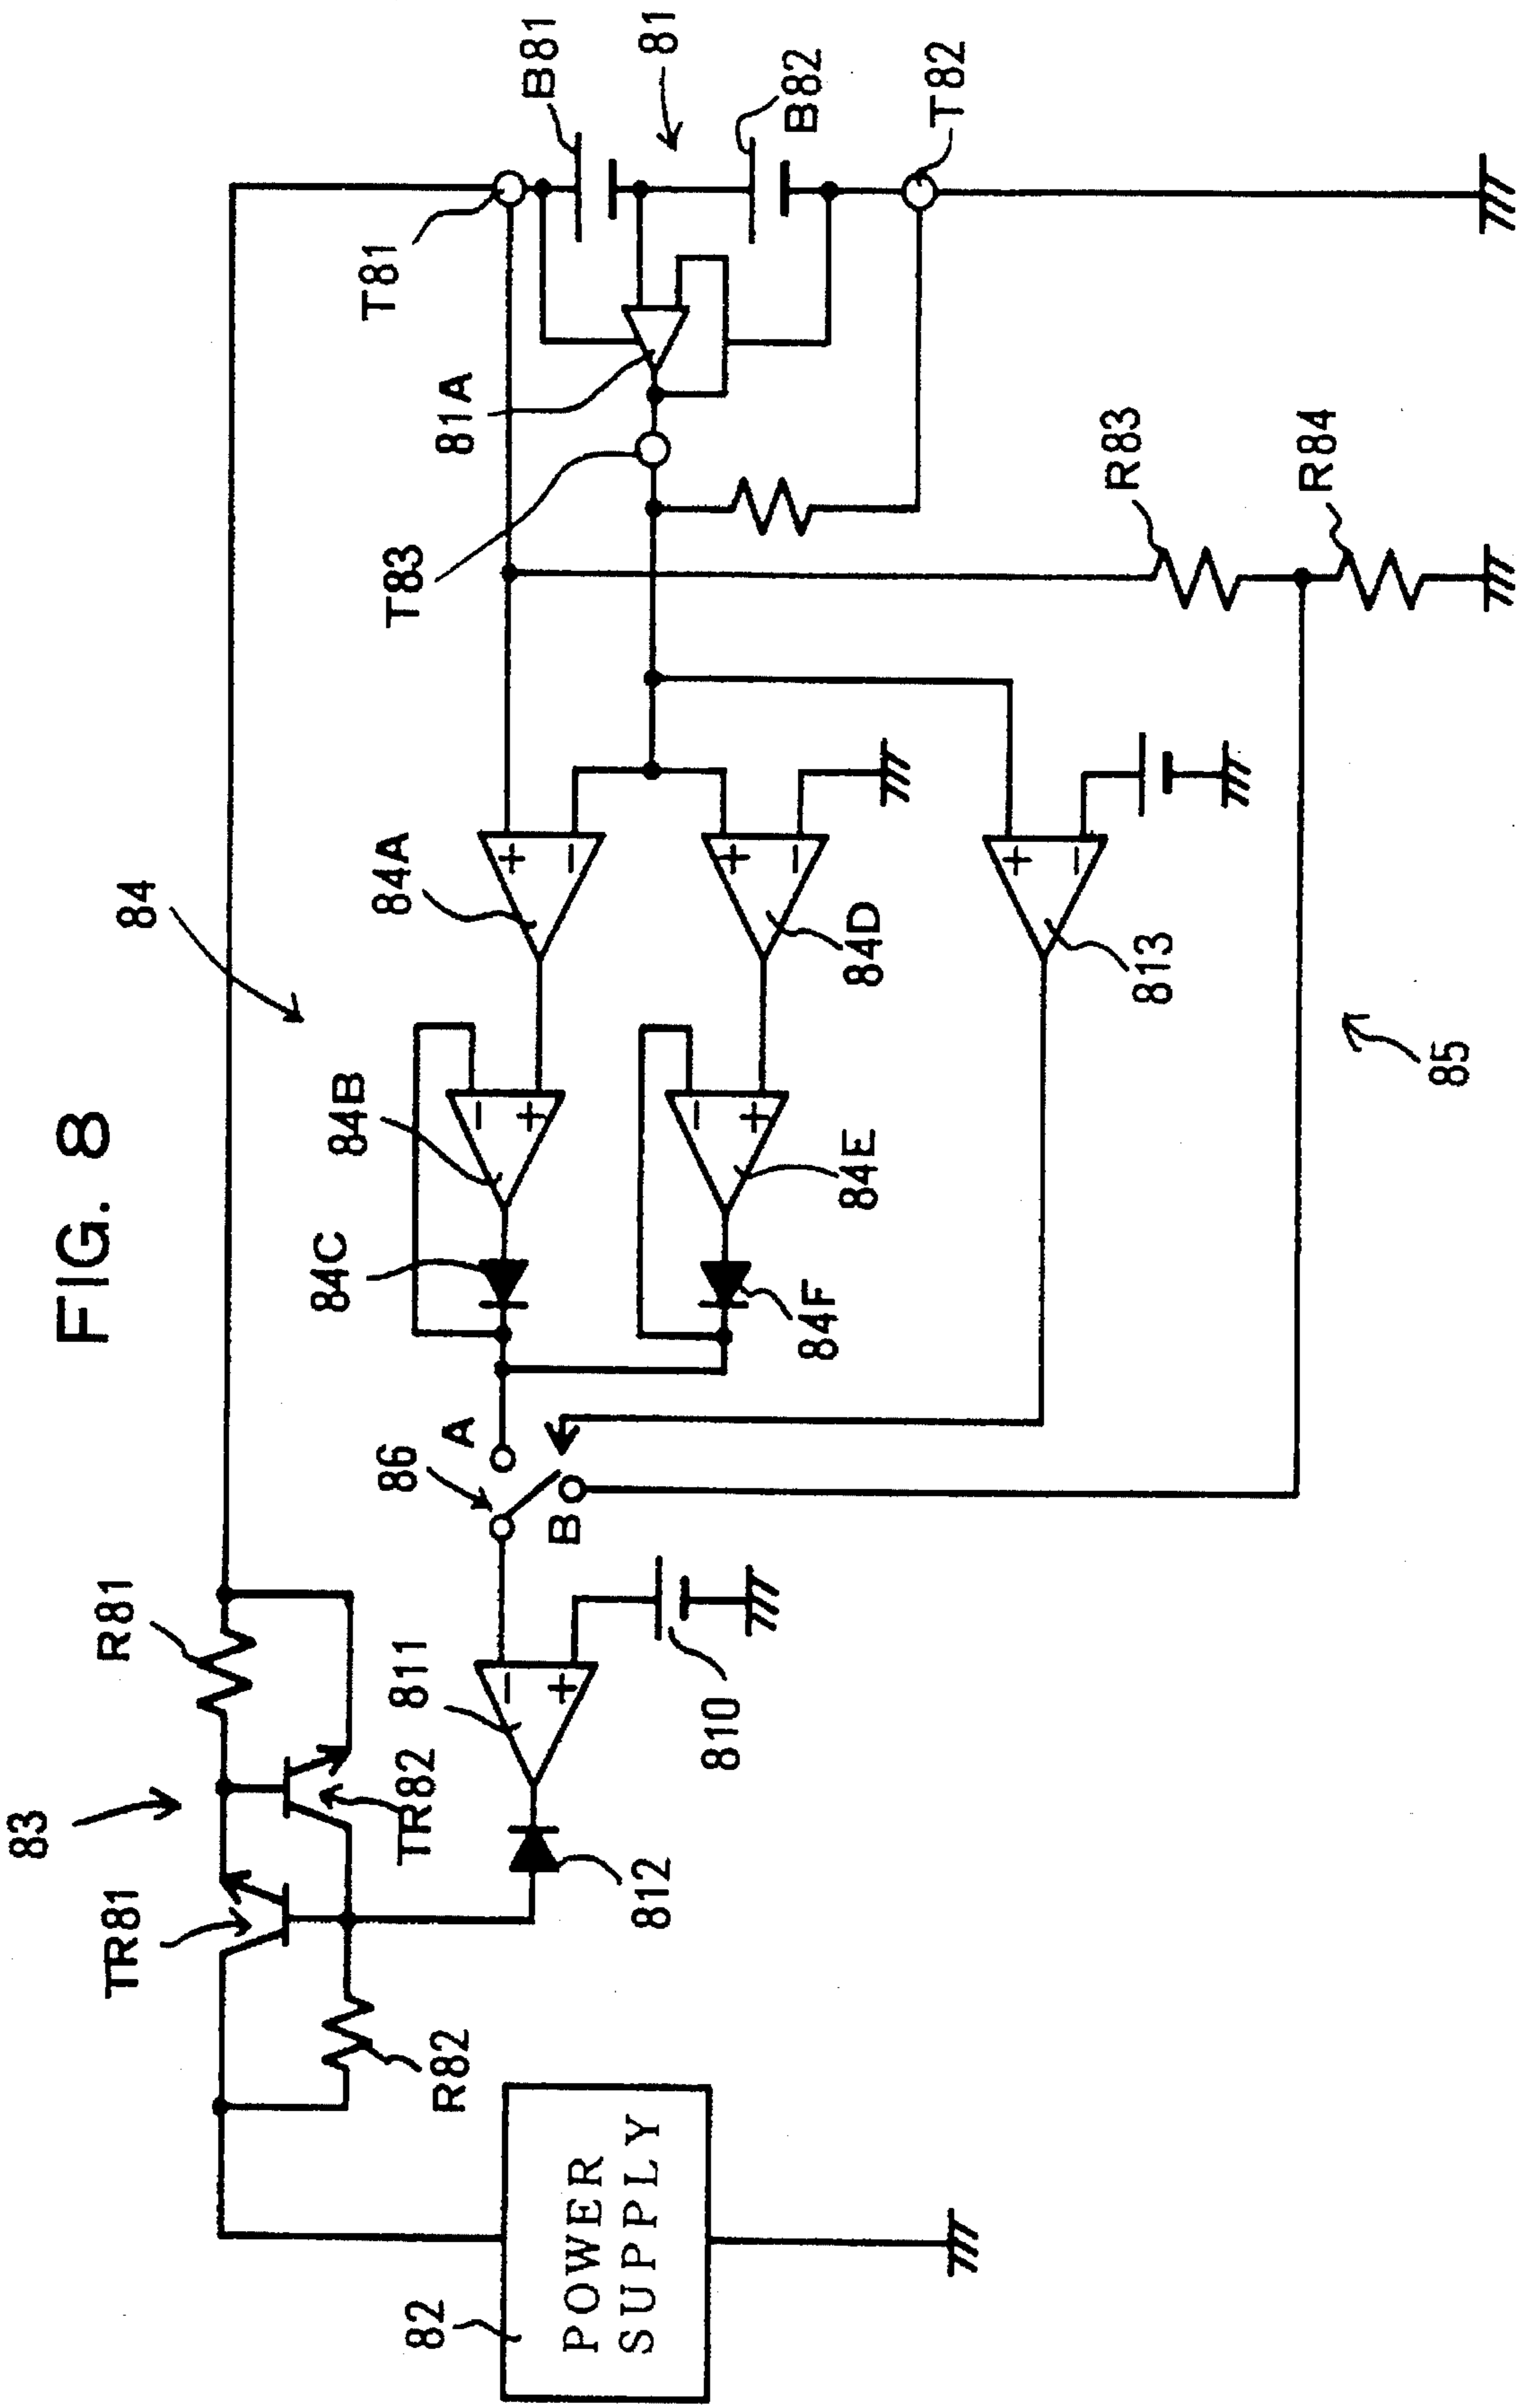 FIG. 8
83
R81
TR81
TR82
R82
82
POWER
SUPPLY
811
812
810
86
A
B
84
84A
84B
84C
84D
84E
84F
813
85
T81
B81
81
B82
T82
81A
T83
R83
R84
+
−
+
−
+
−
−
+
−
+
−
+